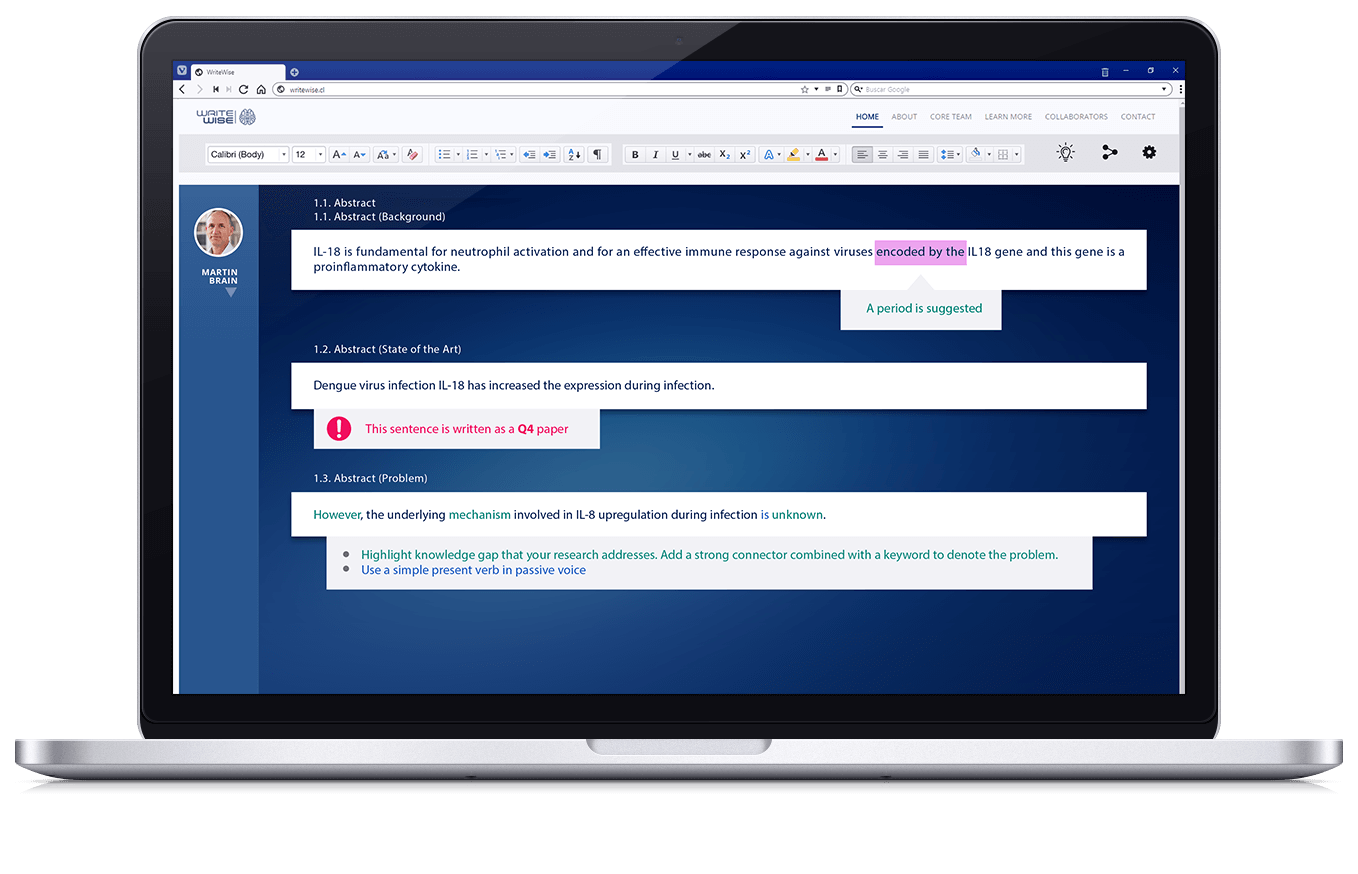 WriteWise
writewise.cl
Buscar Google
WRITE WISE
HOME ABOUT CORE TEAM LEARN MORE COLLABORATORS CONTACT
Calibri (Body) 12 A A Aa A A Z ¶ B I U abc X₂ X² A A
1.1. Abstract
1.1. Abstract (Background)
MARTIN
BRAIN
IL-18 is fundamental for neutrophil activation and for an effective immune response against viruses encoded by the IL18 gene and this gene is a
proinflammatory cytokine.
A period is suggested
1.2. Abstract (State of the Art)
Dengue virus infection IL-18 has increased the expression during infection.
This sentence is written as a Q4 paper
1.3. Abstract (Problem)
However, the underlying mechanism involved in IL-8 upregulation during infection is unknown.
Highlight knowledge gap that your research addresses. Add a strong connector combined with a keyword to denote the problem.
Use a simple present verb in passive voice